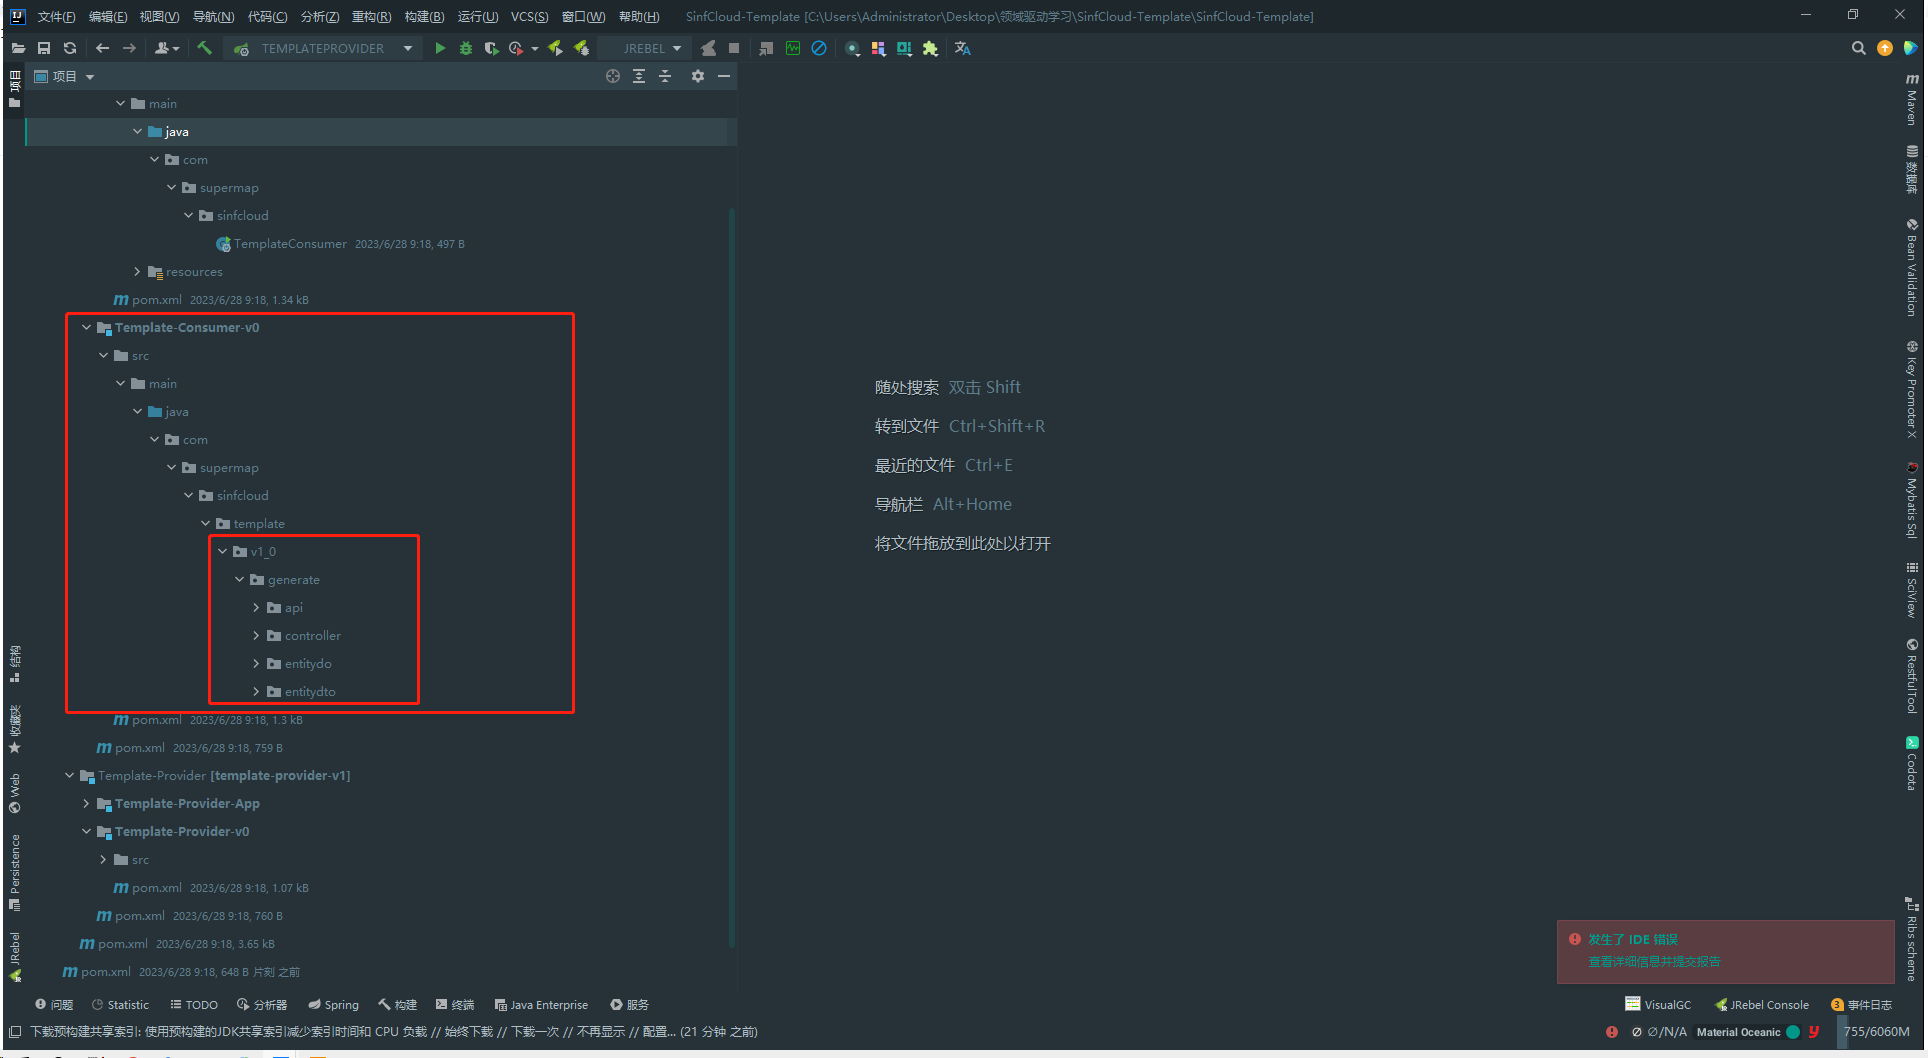 文件(F) 编辑(E) 视图(V) 导航(N) 代码(C) 分析(Z) 重构(R) 构建(B) 运行(U) VCS(S) 窗口(W) 帮助(H) SinfCloud-Template [C:\Users\Administrator\Desktop\领域驱动学习\SinfCloud-Template\SinfCloud-Template]
TEMPLATEPROVIDER JREBEL
项目
main
java
com
supermap
sinfcloud
TemplateConsumer 2023/6/28 9:18, 497 B
resources
pom.xml 2023/6/28 9:18, 1.34 kB
Template-Consumer-v0
src
main
java
com
supermap
sinfcloud
template
v1_0
generate
api
controller
entitydo
entitydto
pom.xml 2023/6/28 9:18, 1.3 kB
pom.xml 2023/6/28 9:18, 759 B
Template-Provider [template-provider-v1]
Template-Provider-App
Template-Provider-v0
src
pom.xml 2023/6/28 9:18, 1.07 kB
pom.xml 2023/6/28 9:18, 760 B
pom.xml 2023/6/28 9:18, 3.65 kB
pom.xml 2023/6/28 9:18, 648 B 片刻 之前
随处搜索 双击 Shift
转到文件 Ctrl+Shift+R
最近的文件 Ctrl+E
导航栏 Alt+Home
将文件拖放到此处以打开
项目
结构
收藏夹
Web
Persistence
JRebel
Maven
数据库
Bean Validation
Key Promoter X
Mybatis Sql
SciView
RestfulTool
Codota
Ribs scheme
发生了 IDE 错误
查看详细信息并提交报告
问题 Statistic TODO 分析器 Spring 构建 终端 Java Enterprise 服务 VisualGC JRebel Console 3 事件日志
下载预构建共享索引: 使用预构建的JDK共享索引减少索引时间和 CPU 负载 // 始终下载 // 下载一次 // 不再显示 // 配置... (21 分钟 之前) Ø/N/A Material Oceanic 755/6060M